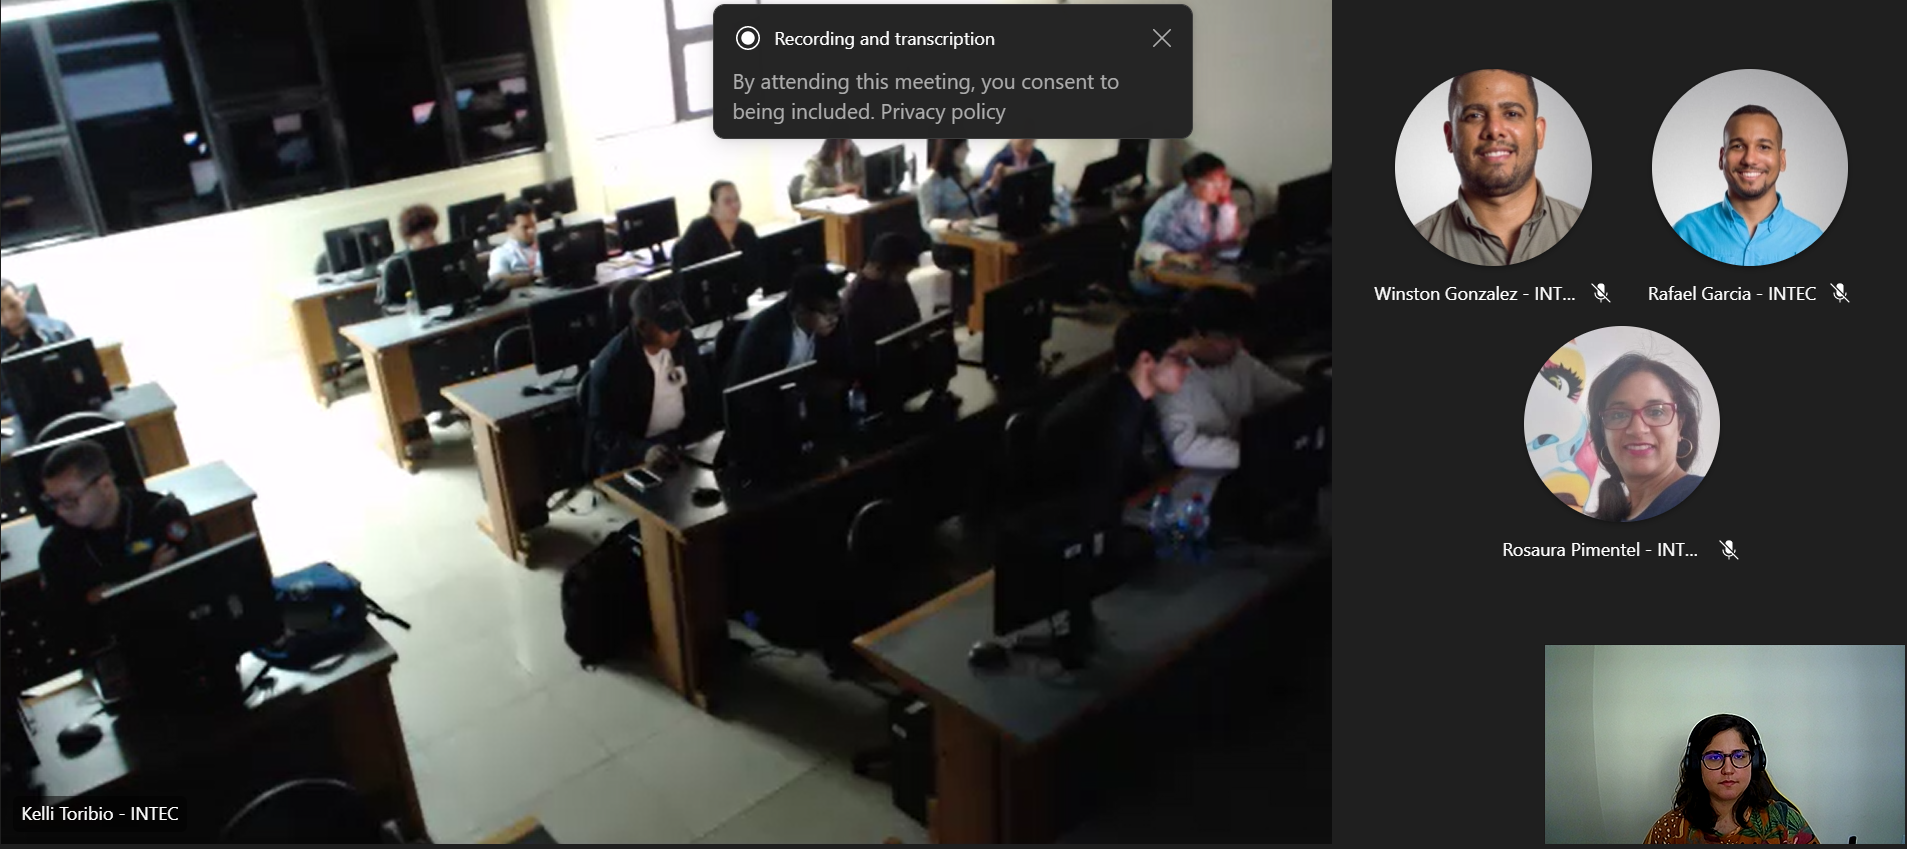 Recording and transcription
By attending this meeting, you consent to
being included. Privacy policy
Winston Gonzalez - INT...
Rafael Garcia - INTEC
Rosaura Pimentel - INT...
Kelli Toribio - INTEC